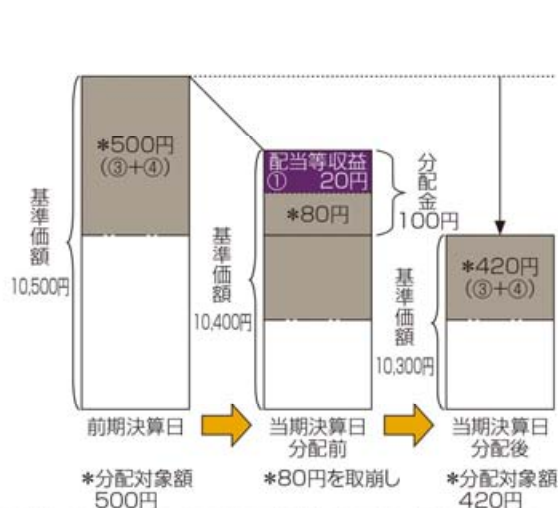 *500円
(③+④)
基準価額
10,500円
前期決算日
*分配対象額
500円
配当等収益
① 20円
*80円
分配金
100円
基準価額
10,400円
当期決算日
分配前
*80円を取崩し
*420円
(③+④)
基準価額
10,300円
当期決算日
分配後
*分配対象額
420円